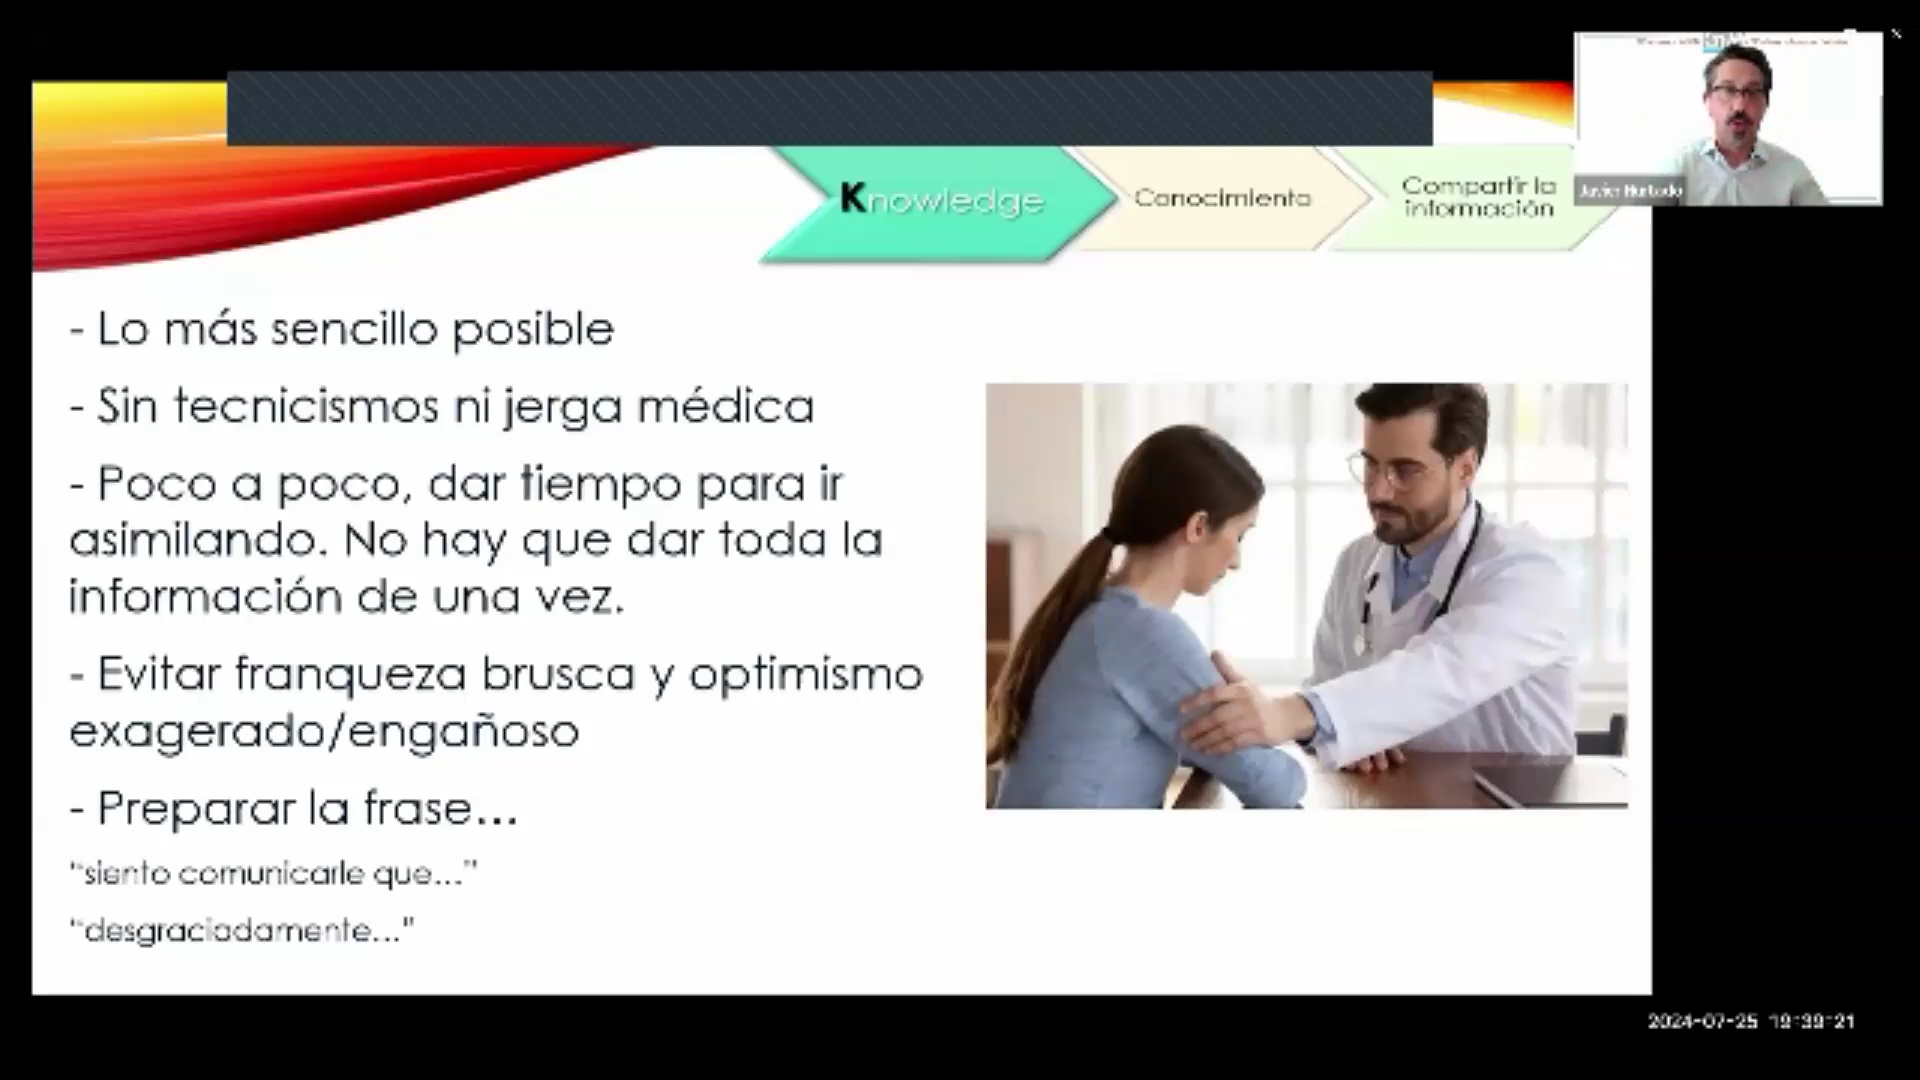 Knowledge
Conocimiento
Compartir la
información
Javier Hurtado
- Lo más sencillo posible
- Sin tecnicismos ni jerga médica
- Poco a poco, dar tiempo para ir
asimilando. No hay que dar toda la
información de una vez.
- Evitar franqueza brusca y optimismo
exagerado/engañoso
- Preparar la frase...
“siento comunicarle que...”
“desgraciadamente...”
2024-07-25 19:39:21